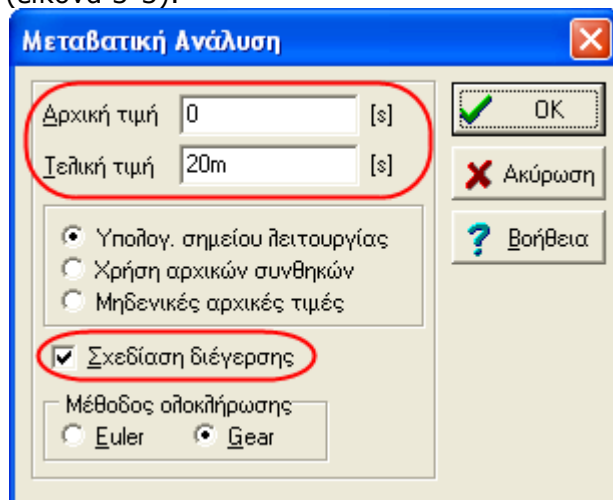 (εικόνα 5-5).
Μεταβατική Ανάλυση
Αρχική τιμή 0 [s]
Τελική τιμή 20m [s]
Υπολογ. σημείου λειτουργίας
Χρήση αρχικών συνθηκών
Μηδενικές αρχικές τιμές
Σχεδίαση διέγερσης
Μέθοδος ολοκλήρωσης
Euler Gear
OK
Ακύρωση
Βοήθεια